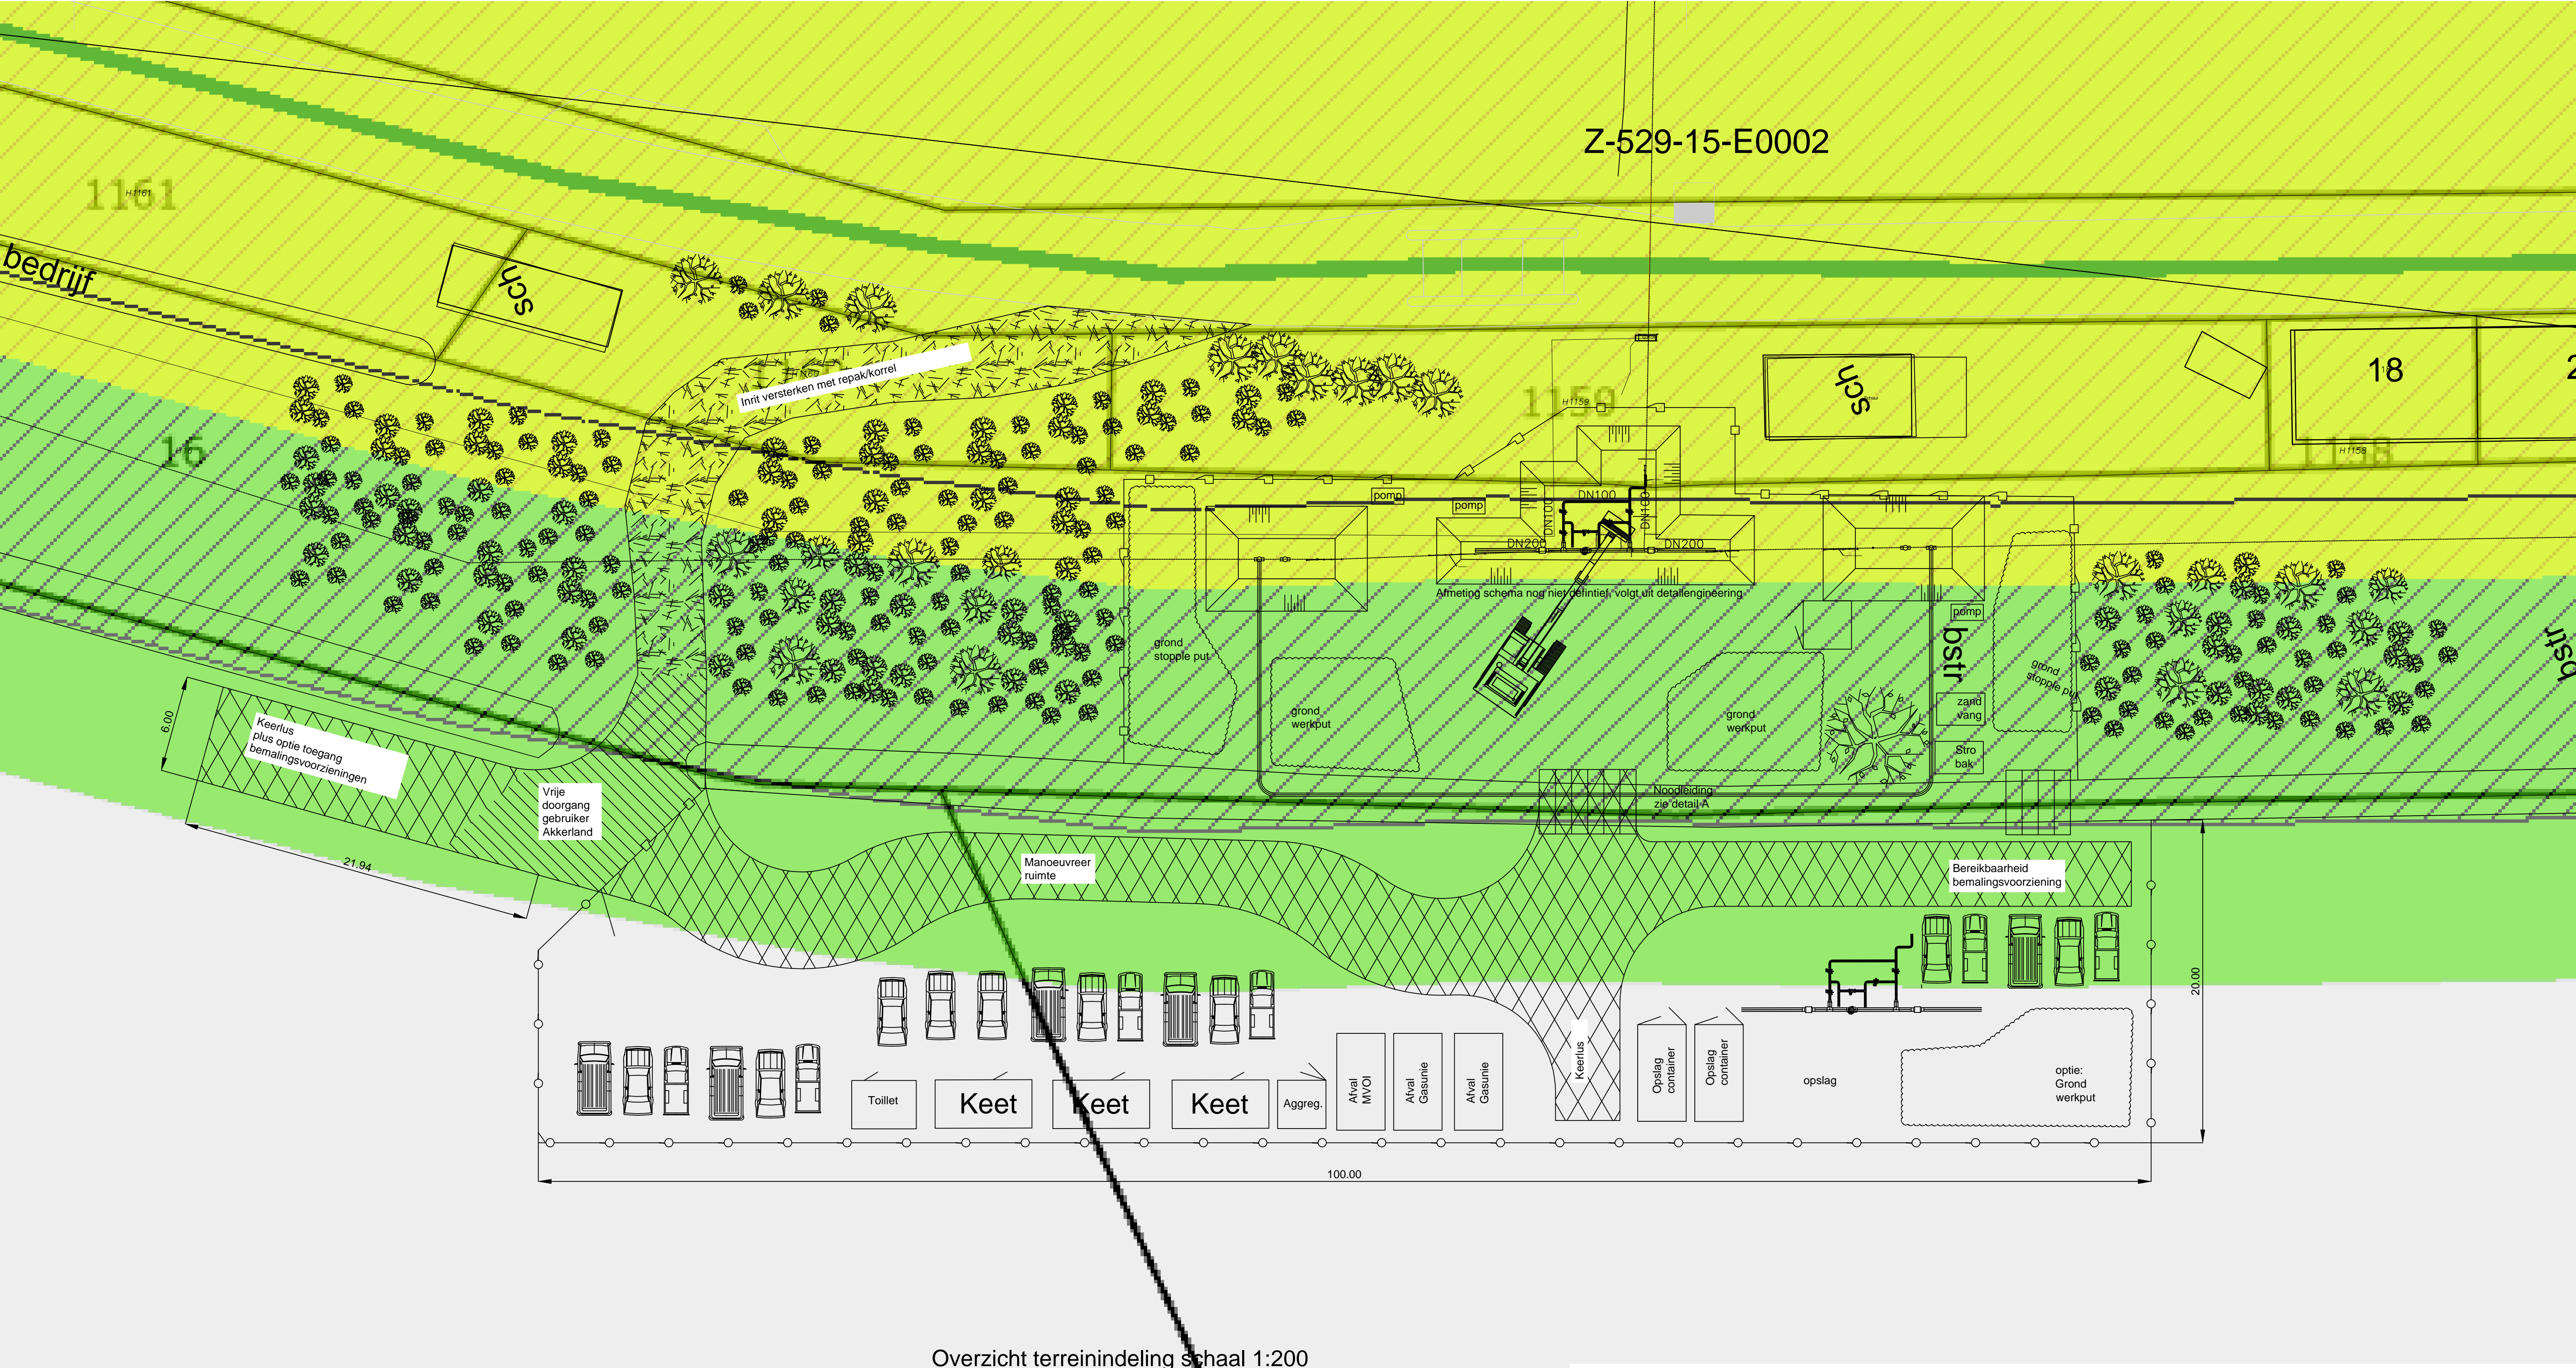 Z-529-15-E0002
1161
H1161
bedrijf
sch
Inrit versterken met repak/korrel
1159
H1159
sch
18
2
1158
H1158
16
pomp
pomp
DN100
DN100
DN100
DN200
DN200
Afmeting schema nog niet defintief, volgt uit detailengineering
pomp
bstr
bstr
grond
stopple put
grond
werkput
grond
werkput
grond
stopple put
zand
vang
Stro
bak
6.00
Keerlus
plus optie toegang
bemalingsvoorzieningen
Vrije
doorgang
gebruiker
Akkerland
21.94
Noodleiding
zie detail A
Manoeuvreer
ruimte
Bereikbaarheid
bemalingsvoorziening
20.00
Toillet
Keet
Keet
Keet
Aggreg.
Afval
MVOI
Afval
Gasunie
Afval
Gasunie
Keerlus
Opslag
container
Opslag
container
opslag
optie:
Grond
werkput
100.00
Overzicht terreinindeling schaal 1:200